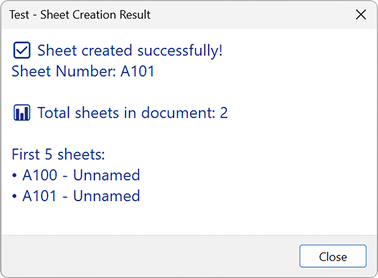 Test - Sheet Creation Result
Sheet created successfully!
Sheet Number: A101
Total sheets in document: 2
First 5 sheets:
• A100 - Unnamed
• A101 - Unnamed
Close